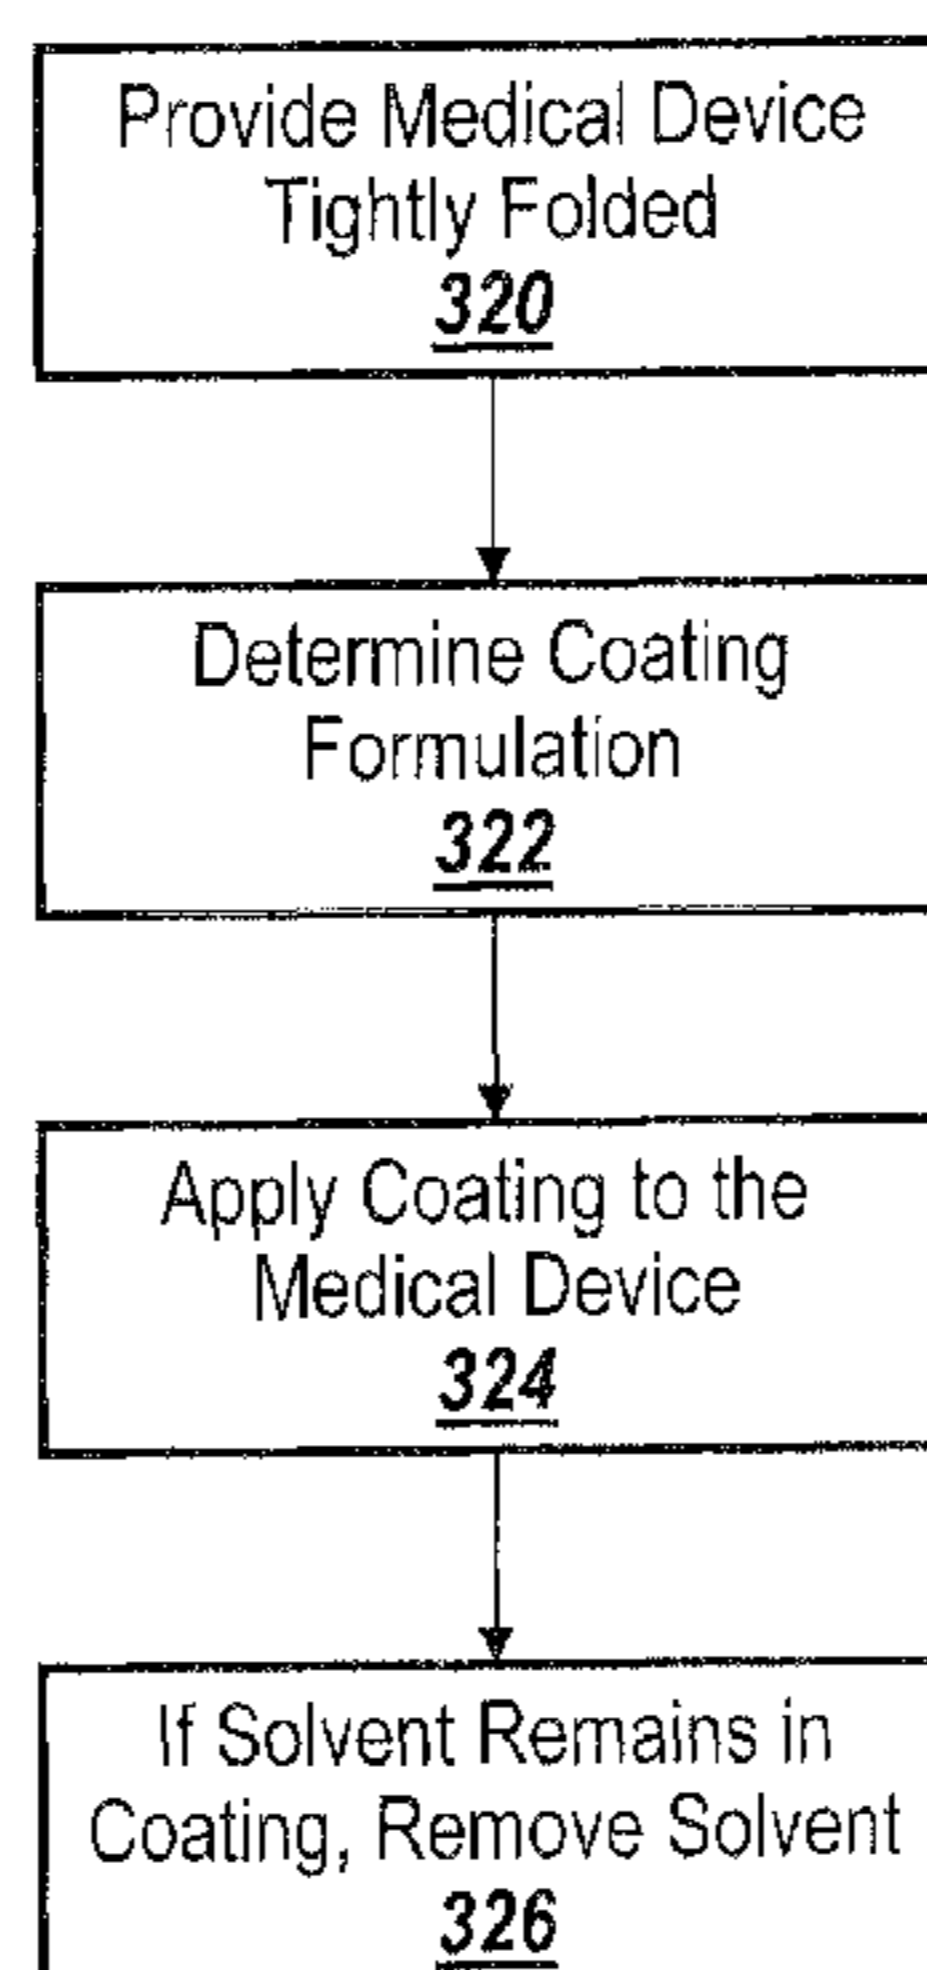 Provide Medical Device
Tightly Folded
320
Determine Coating
Formulation
322
Apply Coating to the
Medical Device
324
If Solvent Remains in
Coating, Remove Solvent
326